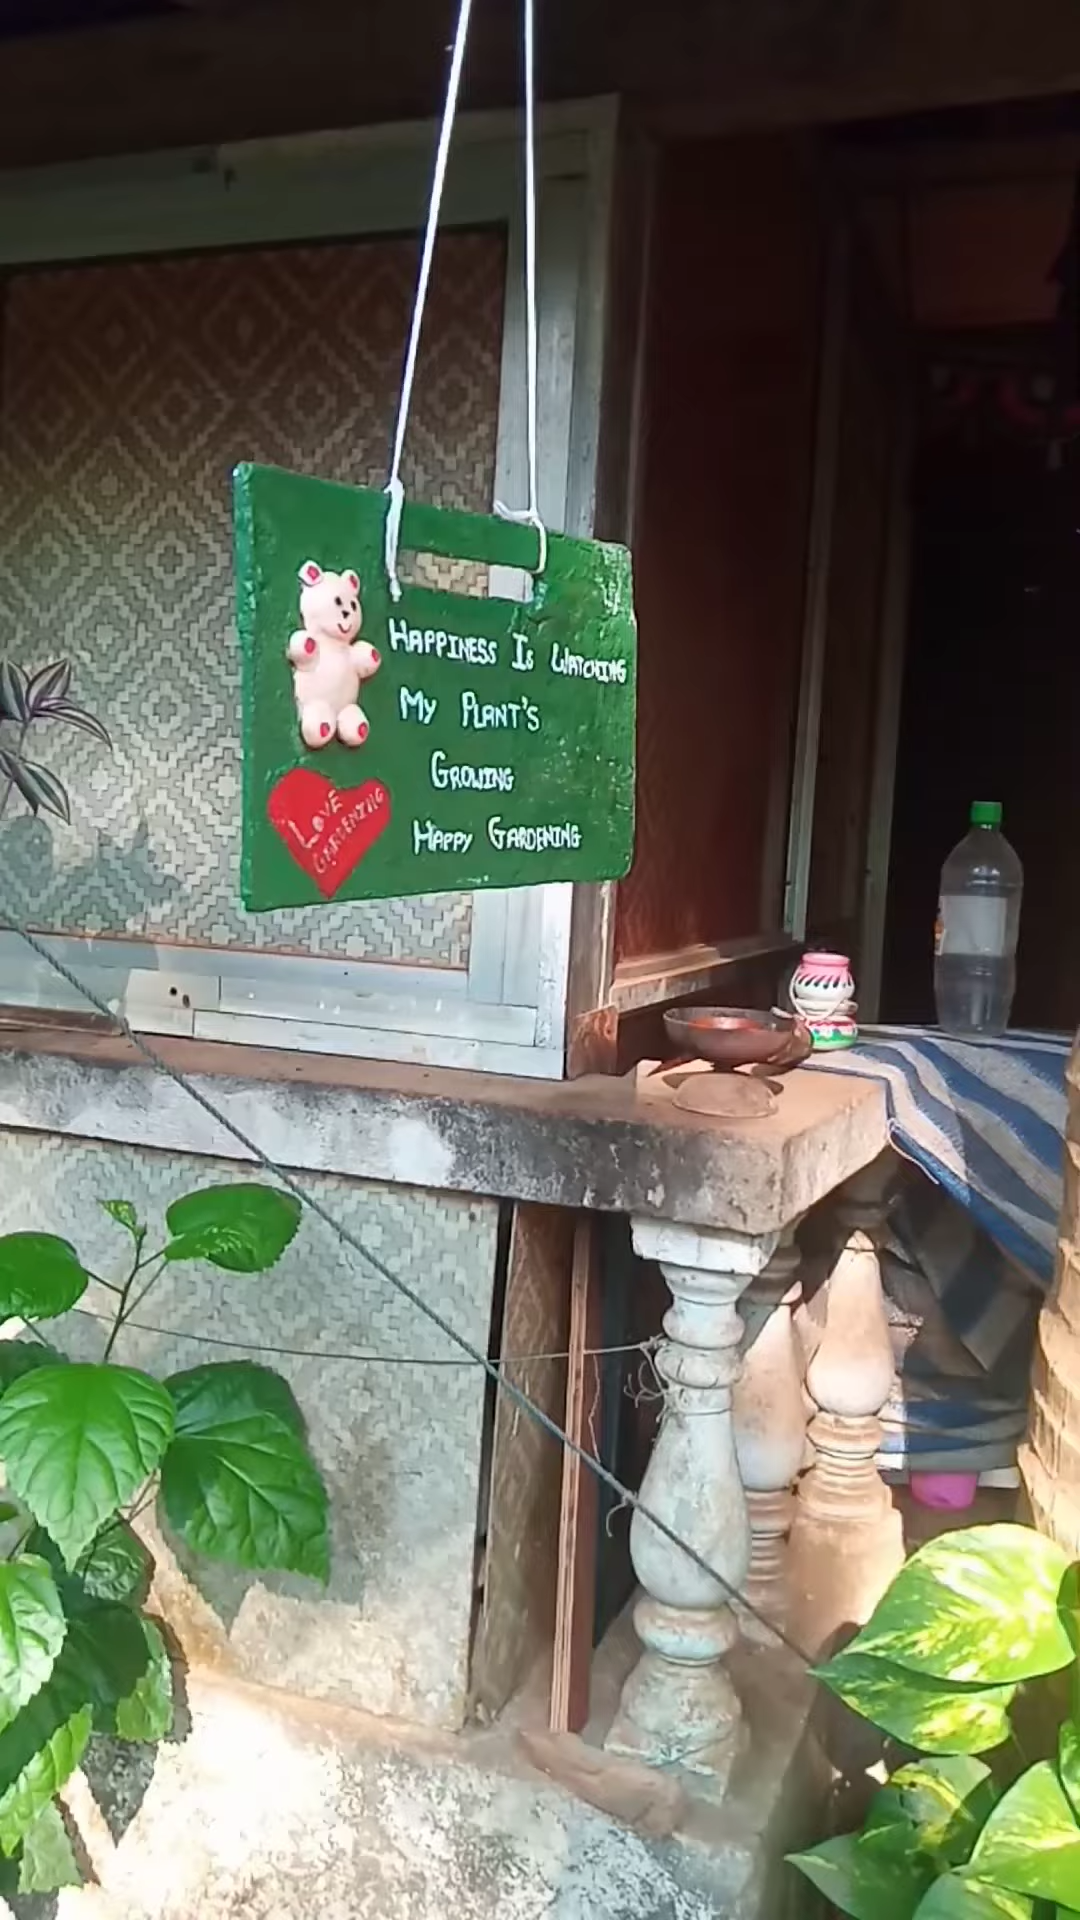 HAPPINESS IS WATCHING
MY PLANT'S
GROWING
HAPPY GARDENING
LOVE
GARDENING